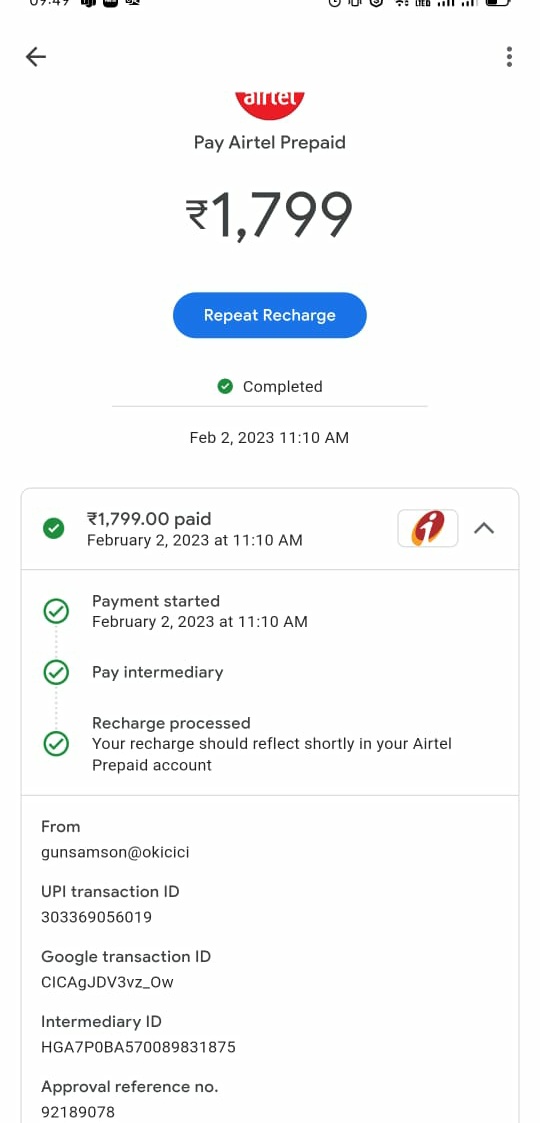 09:49
airtel
Pay Airtel Prepaid
₹1,799
Repeat Recharge
Completed
Feb 2, 2023 11:10 AM
₹1,799.00 paid
February 2, 2023 at 11:10 AM
Payment started
February 2, 2023 at 11:10 AM
Pay intermediary
Recharge processed
Your recharge should reflect shortly in your Airtel
Prepaid account
From
gunsamson@okicici
UPI transaction ID
303369056019
Google transaction ID
CICAgJDV3vz_Ow
Intermediary ID
HGA7P0BA570089831875
Approval reference no.
92189078